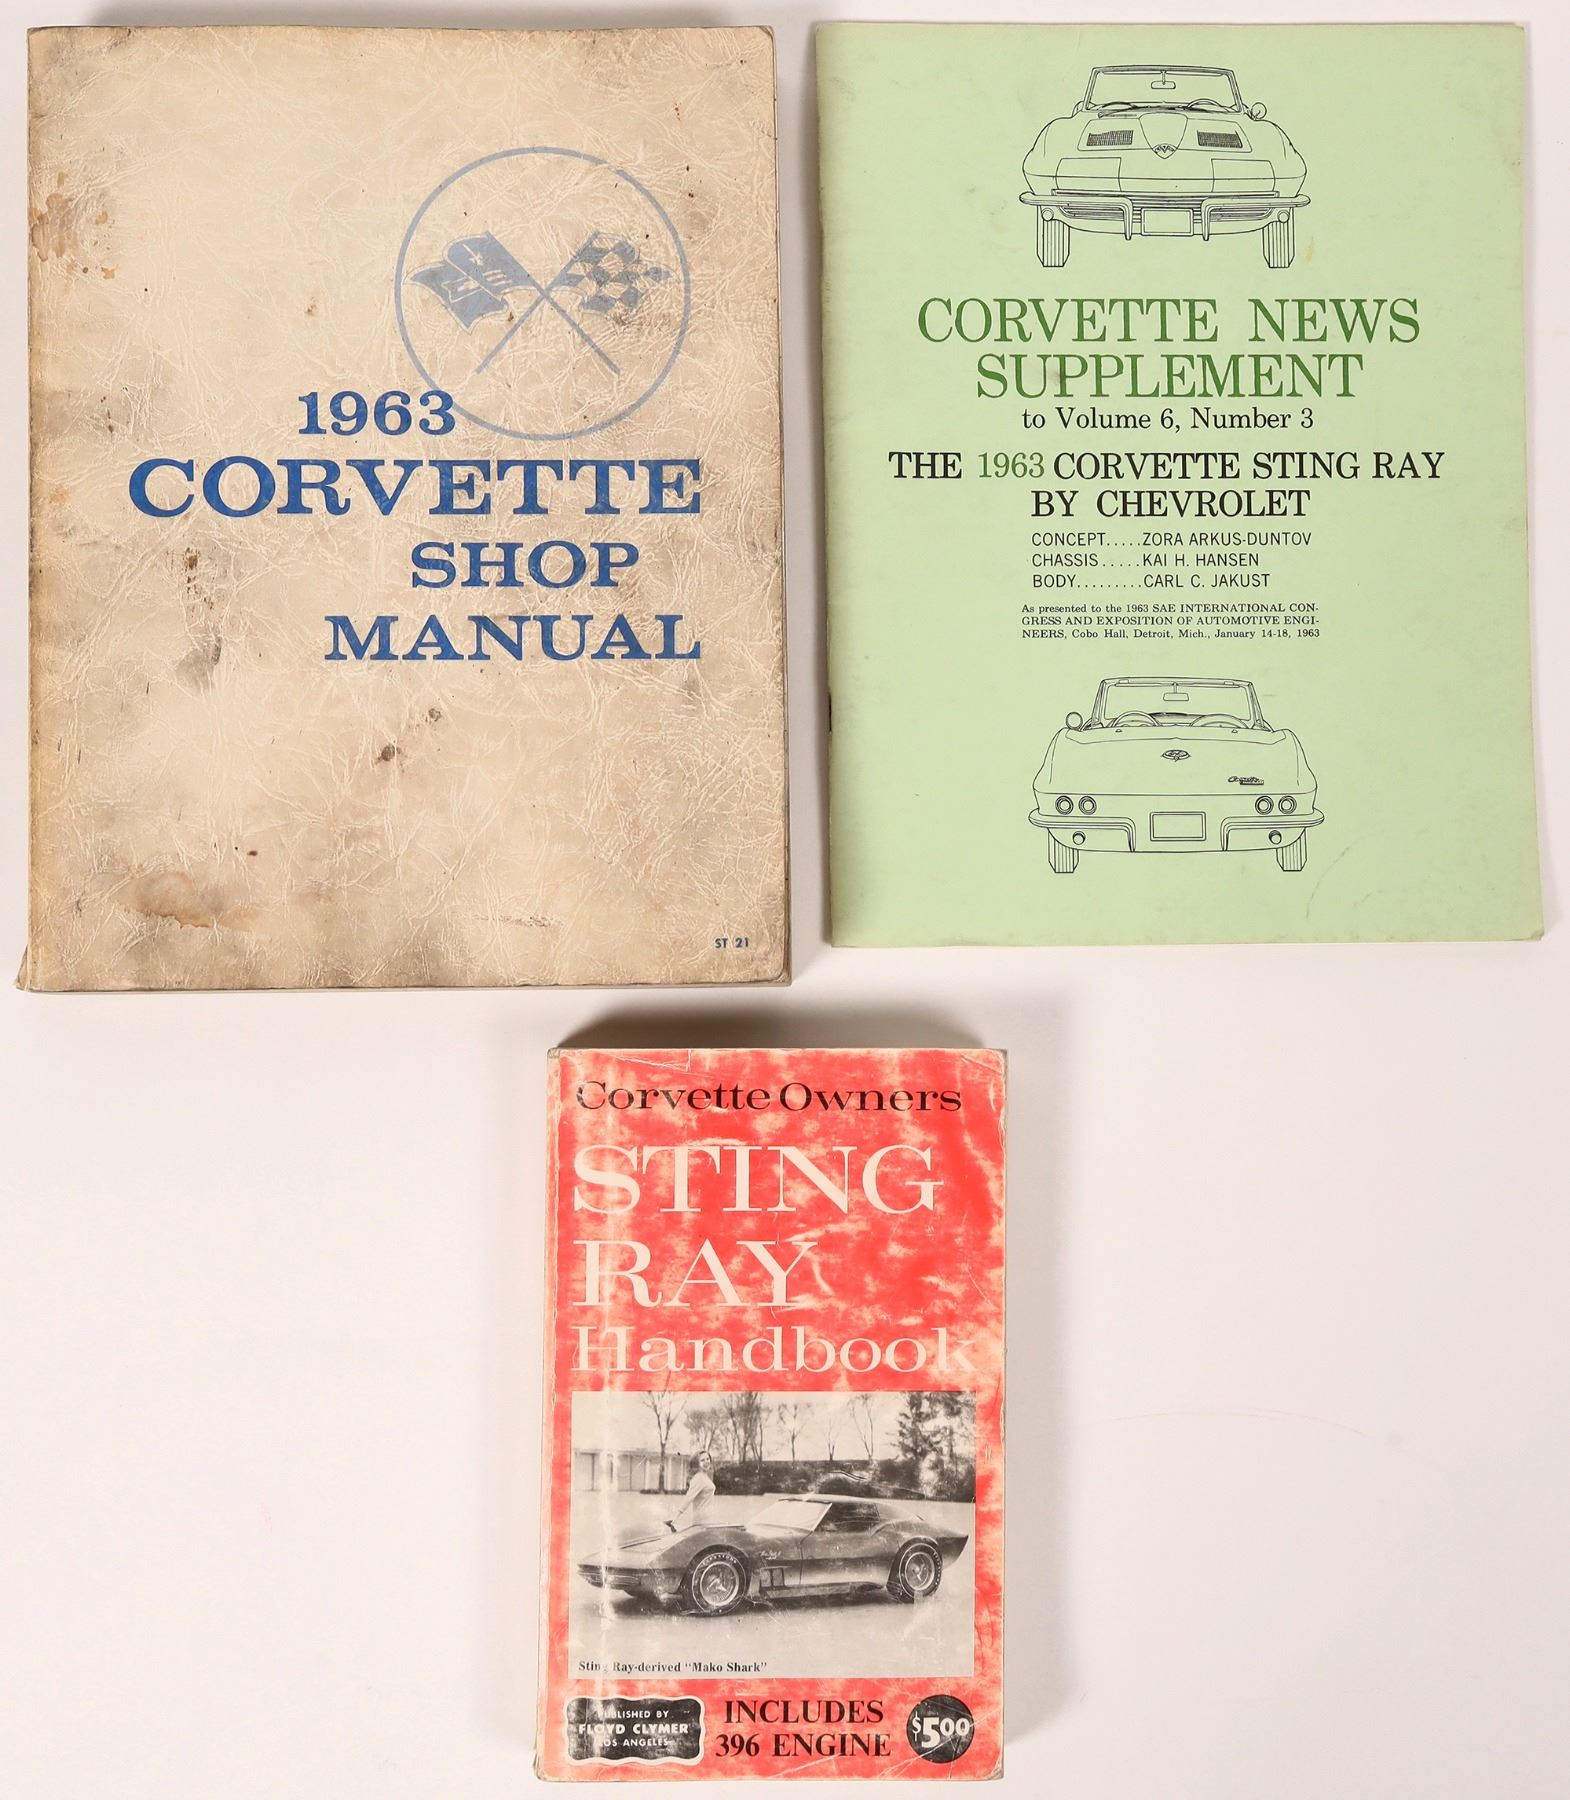 1963
CORVETTE
SHOP
MANUAL
ST 21
CORVETTE NEWS
SUPPLEMENT
to Volume 6, Number 3
THE 1963 CORVETTE STING RAY
BY CHEVROLET
CONCEPT.....ZORA ARKUS-DUNTOV
CHASSIS.....KAI H. HANSEN
BODY.........CARL C. JAKUST
As presented to the 1963 SAE INTERNATIONAL CON-
GRESS AND EXPOSITION OF AUTOMOTIVE ENGI-
NEERS, Cobo Hall, Detroit, Mich., January 14-18, 1963
Corvette Owners
STING
RAY
Handbook
Sting Ray-derived "Mako Shark"
PUBLISHED BY
FLOYD CLYMER
LOS ANGELES
INCLUDES
396 ENGINE
$500